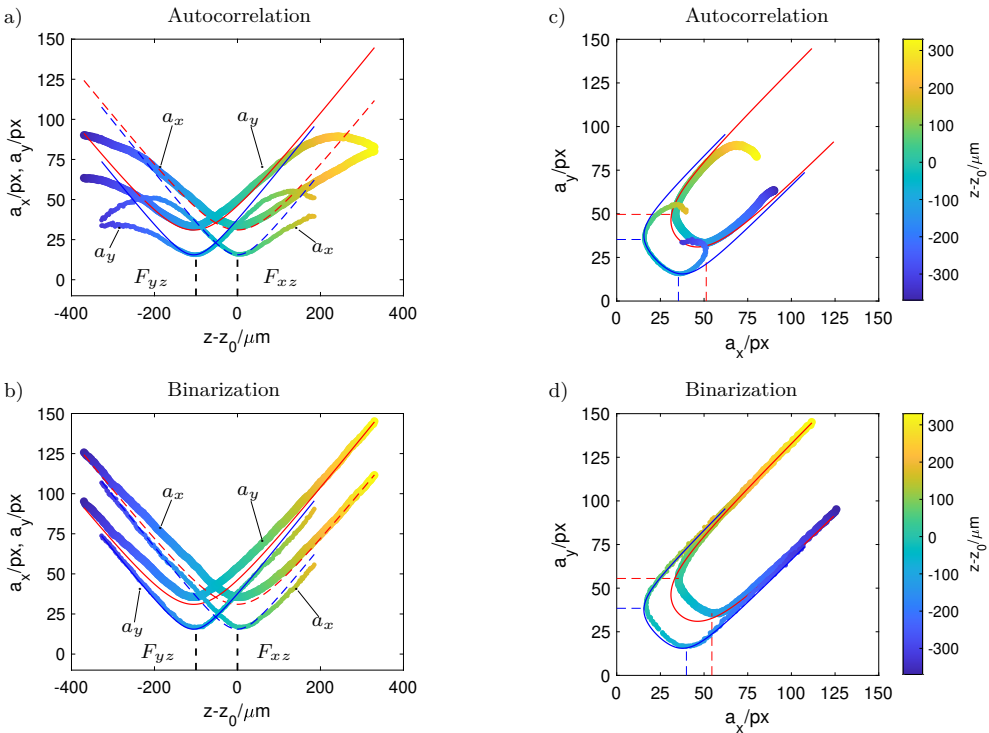 a)
Autocorrelation
150
125
100
75
50
25
0
a_x/px, a_y/px
a_x
a_y
a_y
a_x
F_yz
F_xz
-400
-200
0
200
400
z-z_0/μm
c)
Autocorrelation
150
125
100
75
50
25
0
a_y/px
0
25
50
75
100
125
150
a_x/px
300
200
100
0
-100
-200
-300
z-z_0/μm
b)
Binarization
150
125
100
75
50
25
0
a_x/px, a_y/px
a_x
a_y
a_y
a_x
F_yz
F_xz
-400
-200
0
200
400
z-z_0/μm
d)
Binarization
150
125
100
75
50
25
0
a_y/px
0
25
50
75
100
125
150
a_x/px
300
200
100
0
-100
-200
-300
z-z_0/μm